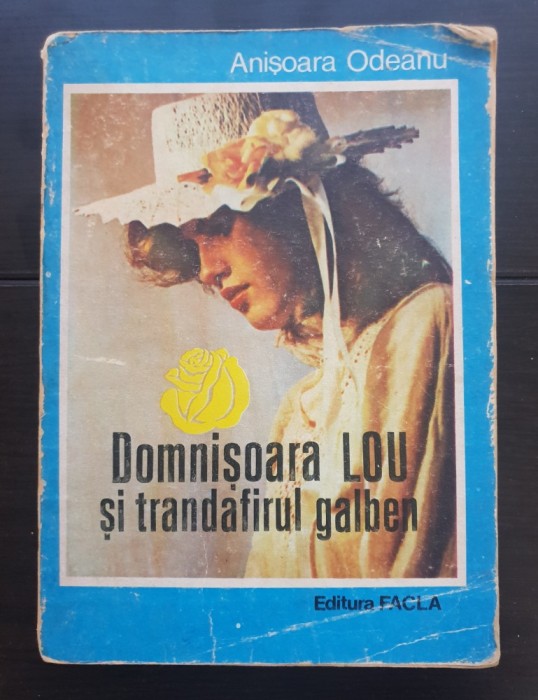 Anișoara Odeanu
Domnișoara LOU
și trandafirul galben
Editura FACLA